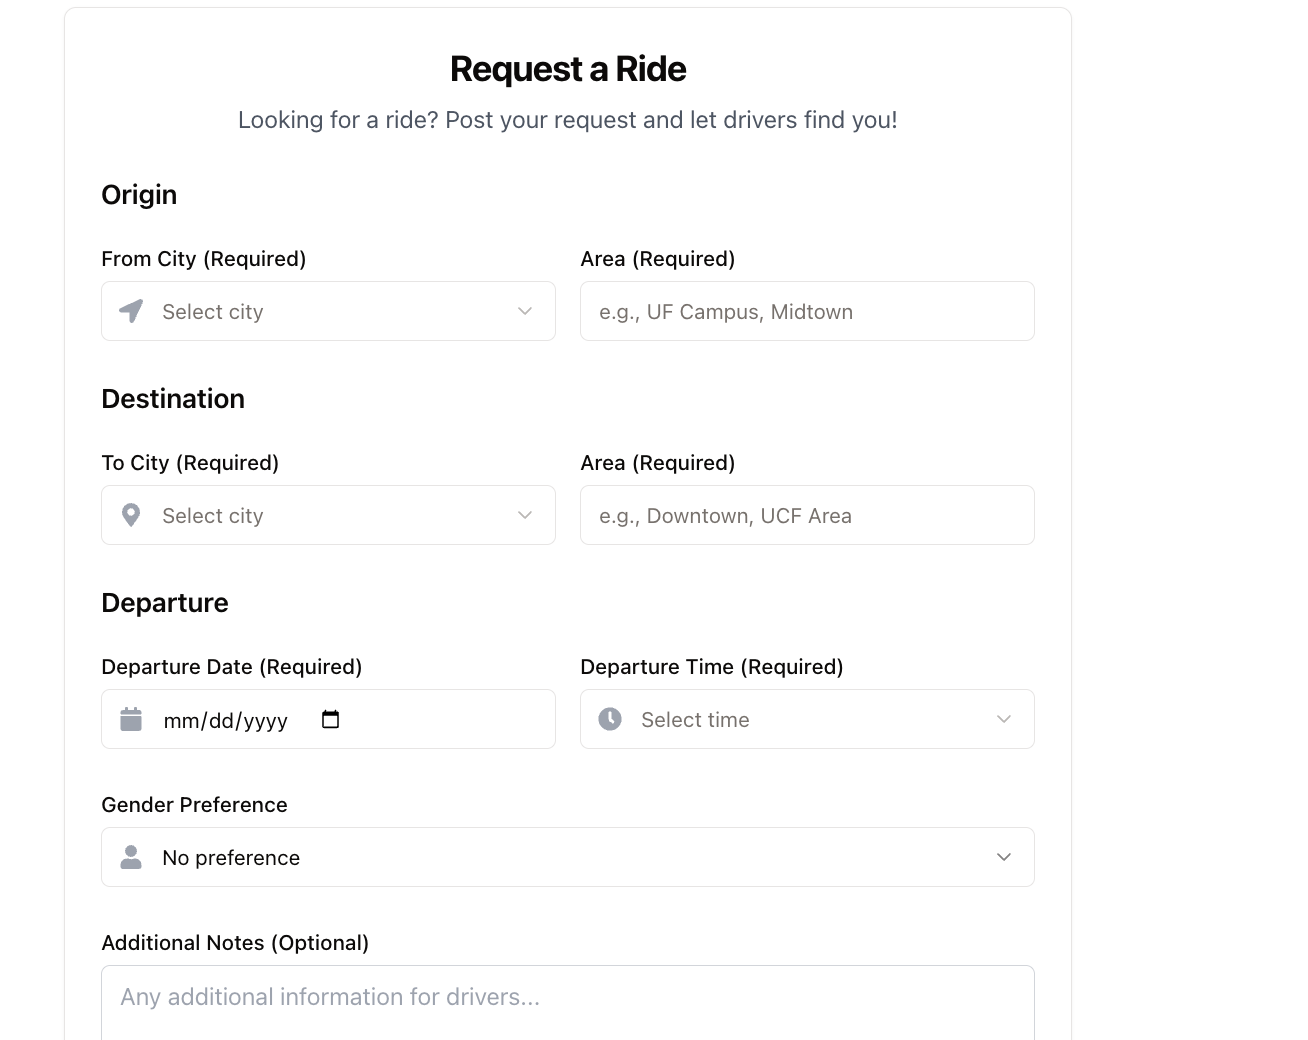 Request a Ride
Looking for a ride? Post your request and let drivers find you!
Origin
From City (Required)
Area (Required)
Select city
e.g., UF Campus, Midtown
Destination
To City (Required)
Area (Required)
Select city
e.g., Downtown, UCF Area
Departure
Departure Date (Required)
Departure Time (Required)
mm/dd/yyyy
Select time
Gender Preference
No preference
Additional Notes (Optional)
Any additional information for drivers...